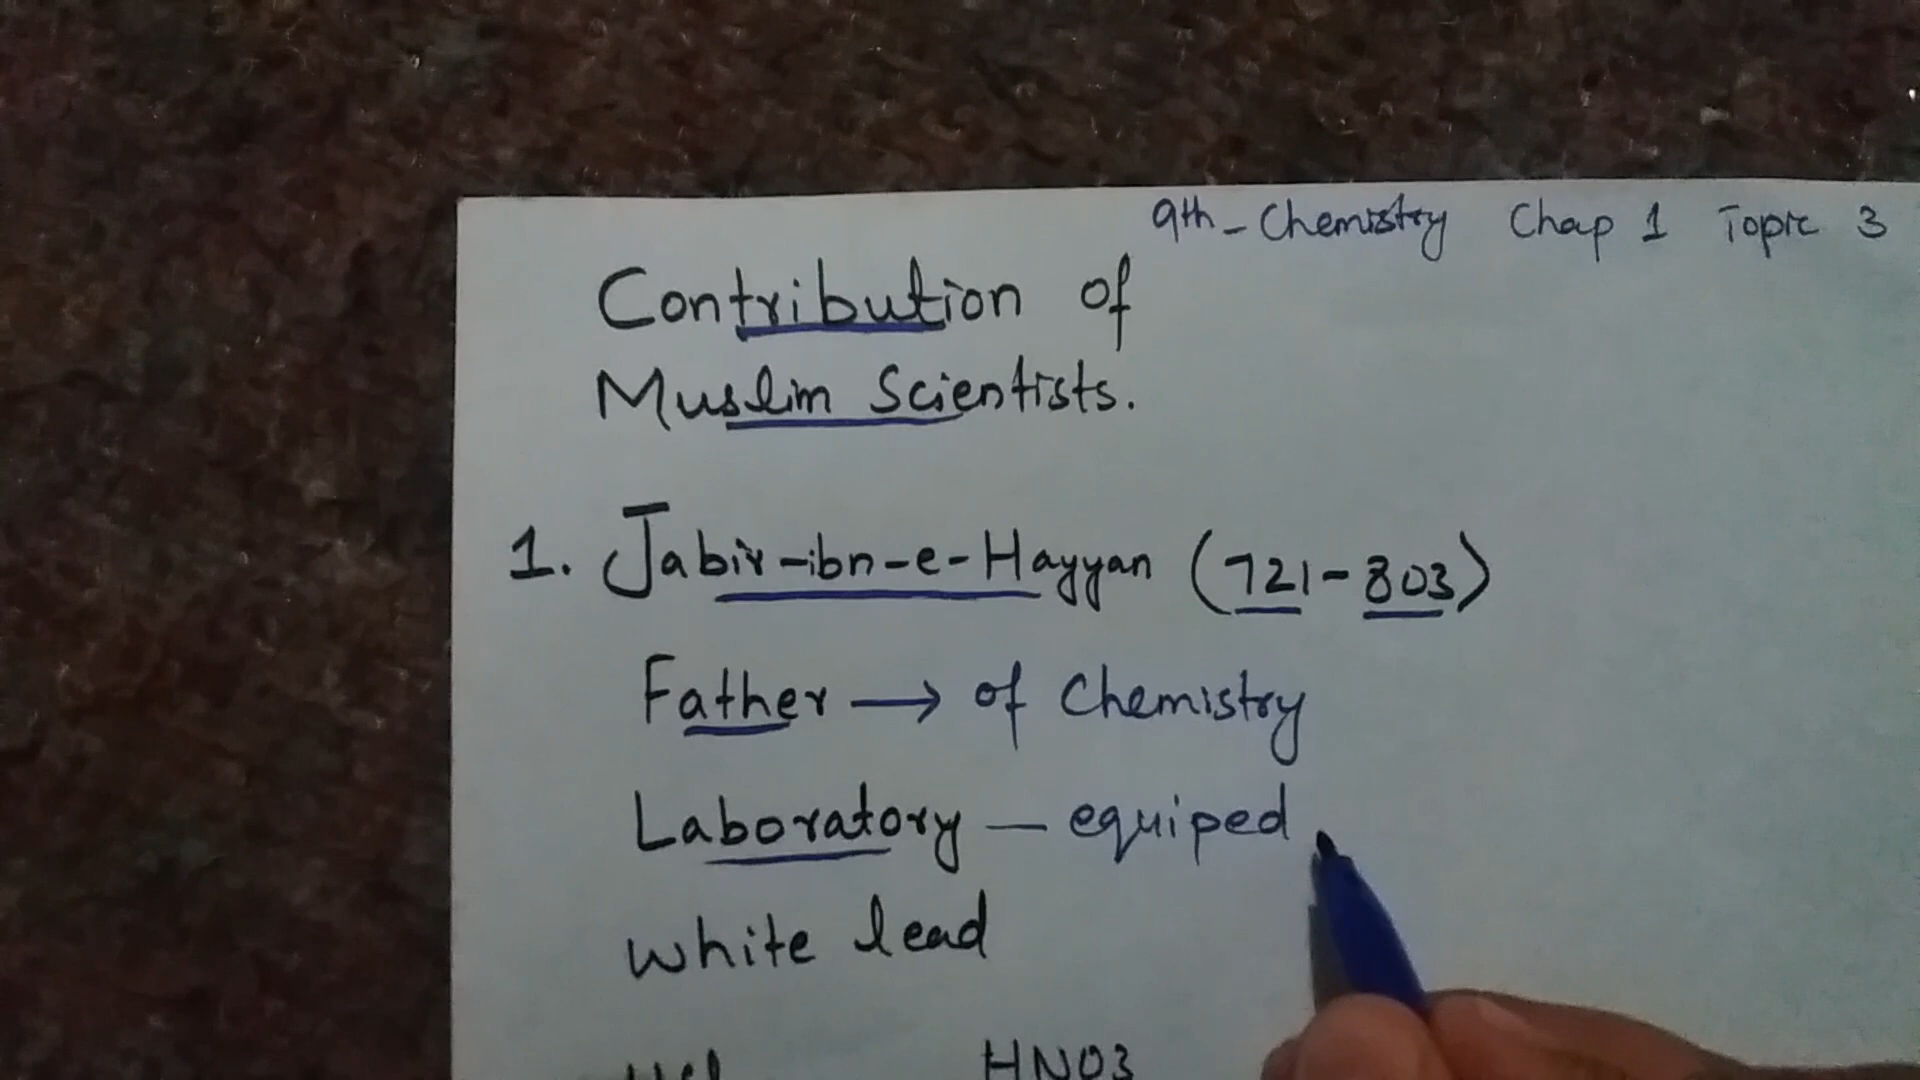 9th - Chemistry Chap 1 Topic 3
Contribution of
Muslim Scientists.
1. Jabir-ibn-e-Hayyan (721-803)
Father → of Chemistry
Laboratory — equiped
white lead
HNO3